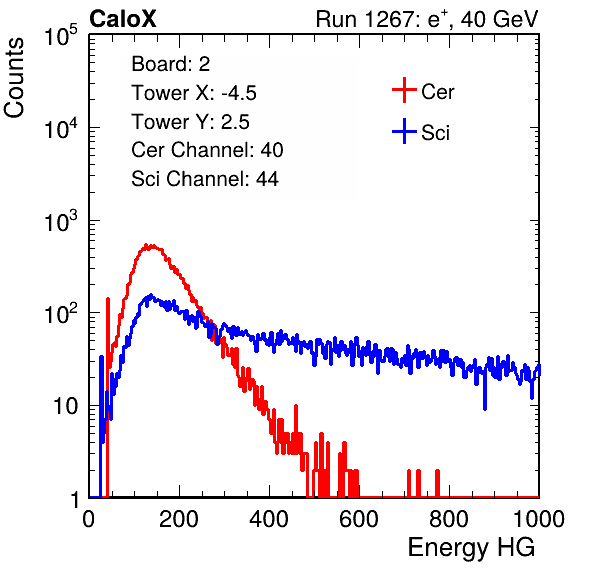 CaloX Run 1267: e⁺, 40 GeV
Counts
10⁵
10⁴
10³
10²
10
1
Board: 2
Tower X: -4.5
Tower Y: 2.5
Cer Channel: 40
Sci Channel: 44
Cer
Sci
0 200 400 600 800 1000
Energy HG